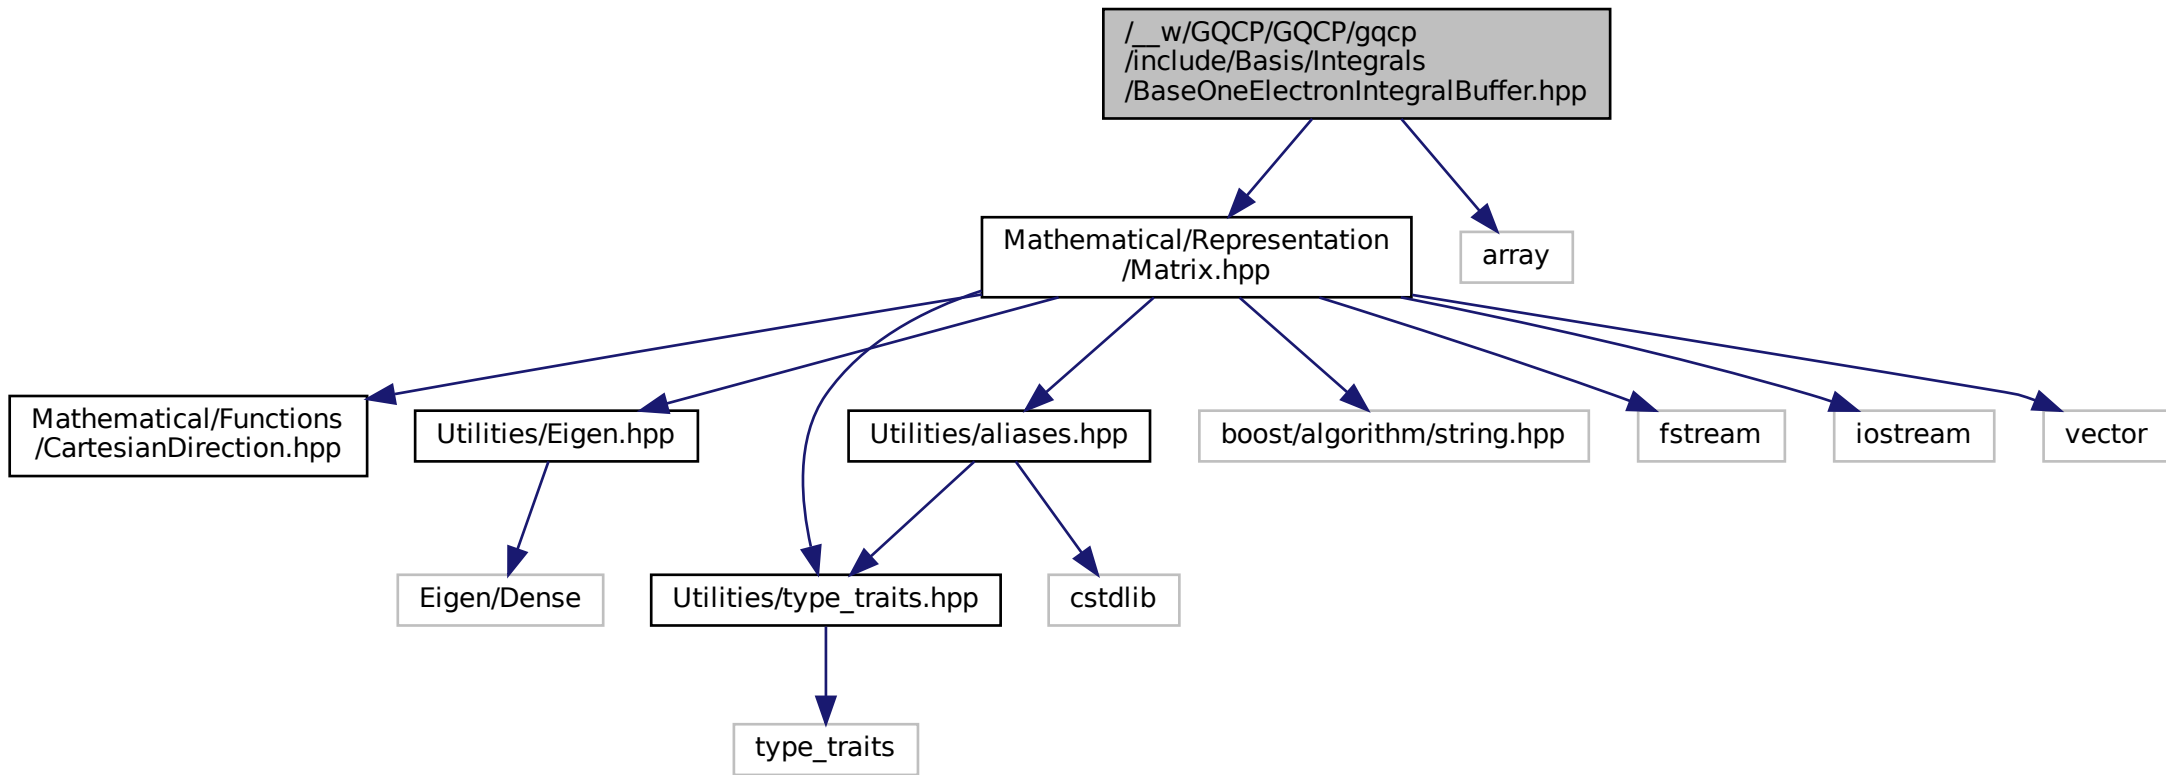 /__w/GQCP/GQCP/gqcp
/include/Basis/Integrals
/BaseOneElectronIntegralBuffer.hpp
Mathematical/Representation
/Matrix.hpp
array
Mathematical/Functions
/CartesianDirection.hpp
Utilities/Eigen.hpp
Utilities/aliases.hpp
boost/algorithm/string.hpp
fstream
iostream
vector
Eigen/Dense
Utilities/type_traits.hpp
cstdlib
type_traits